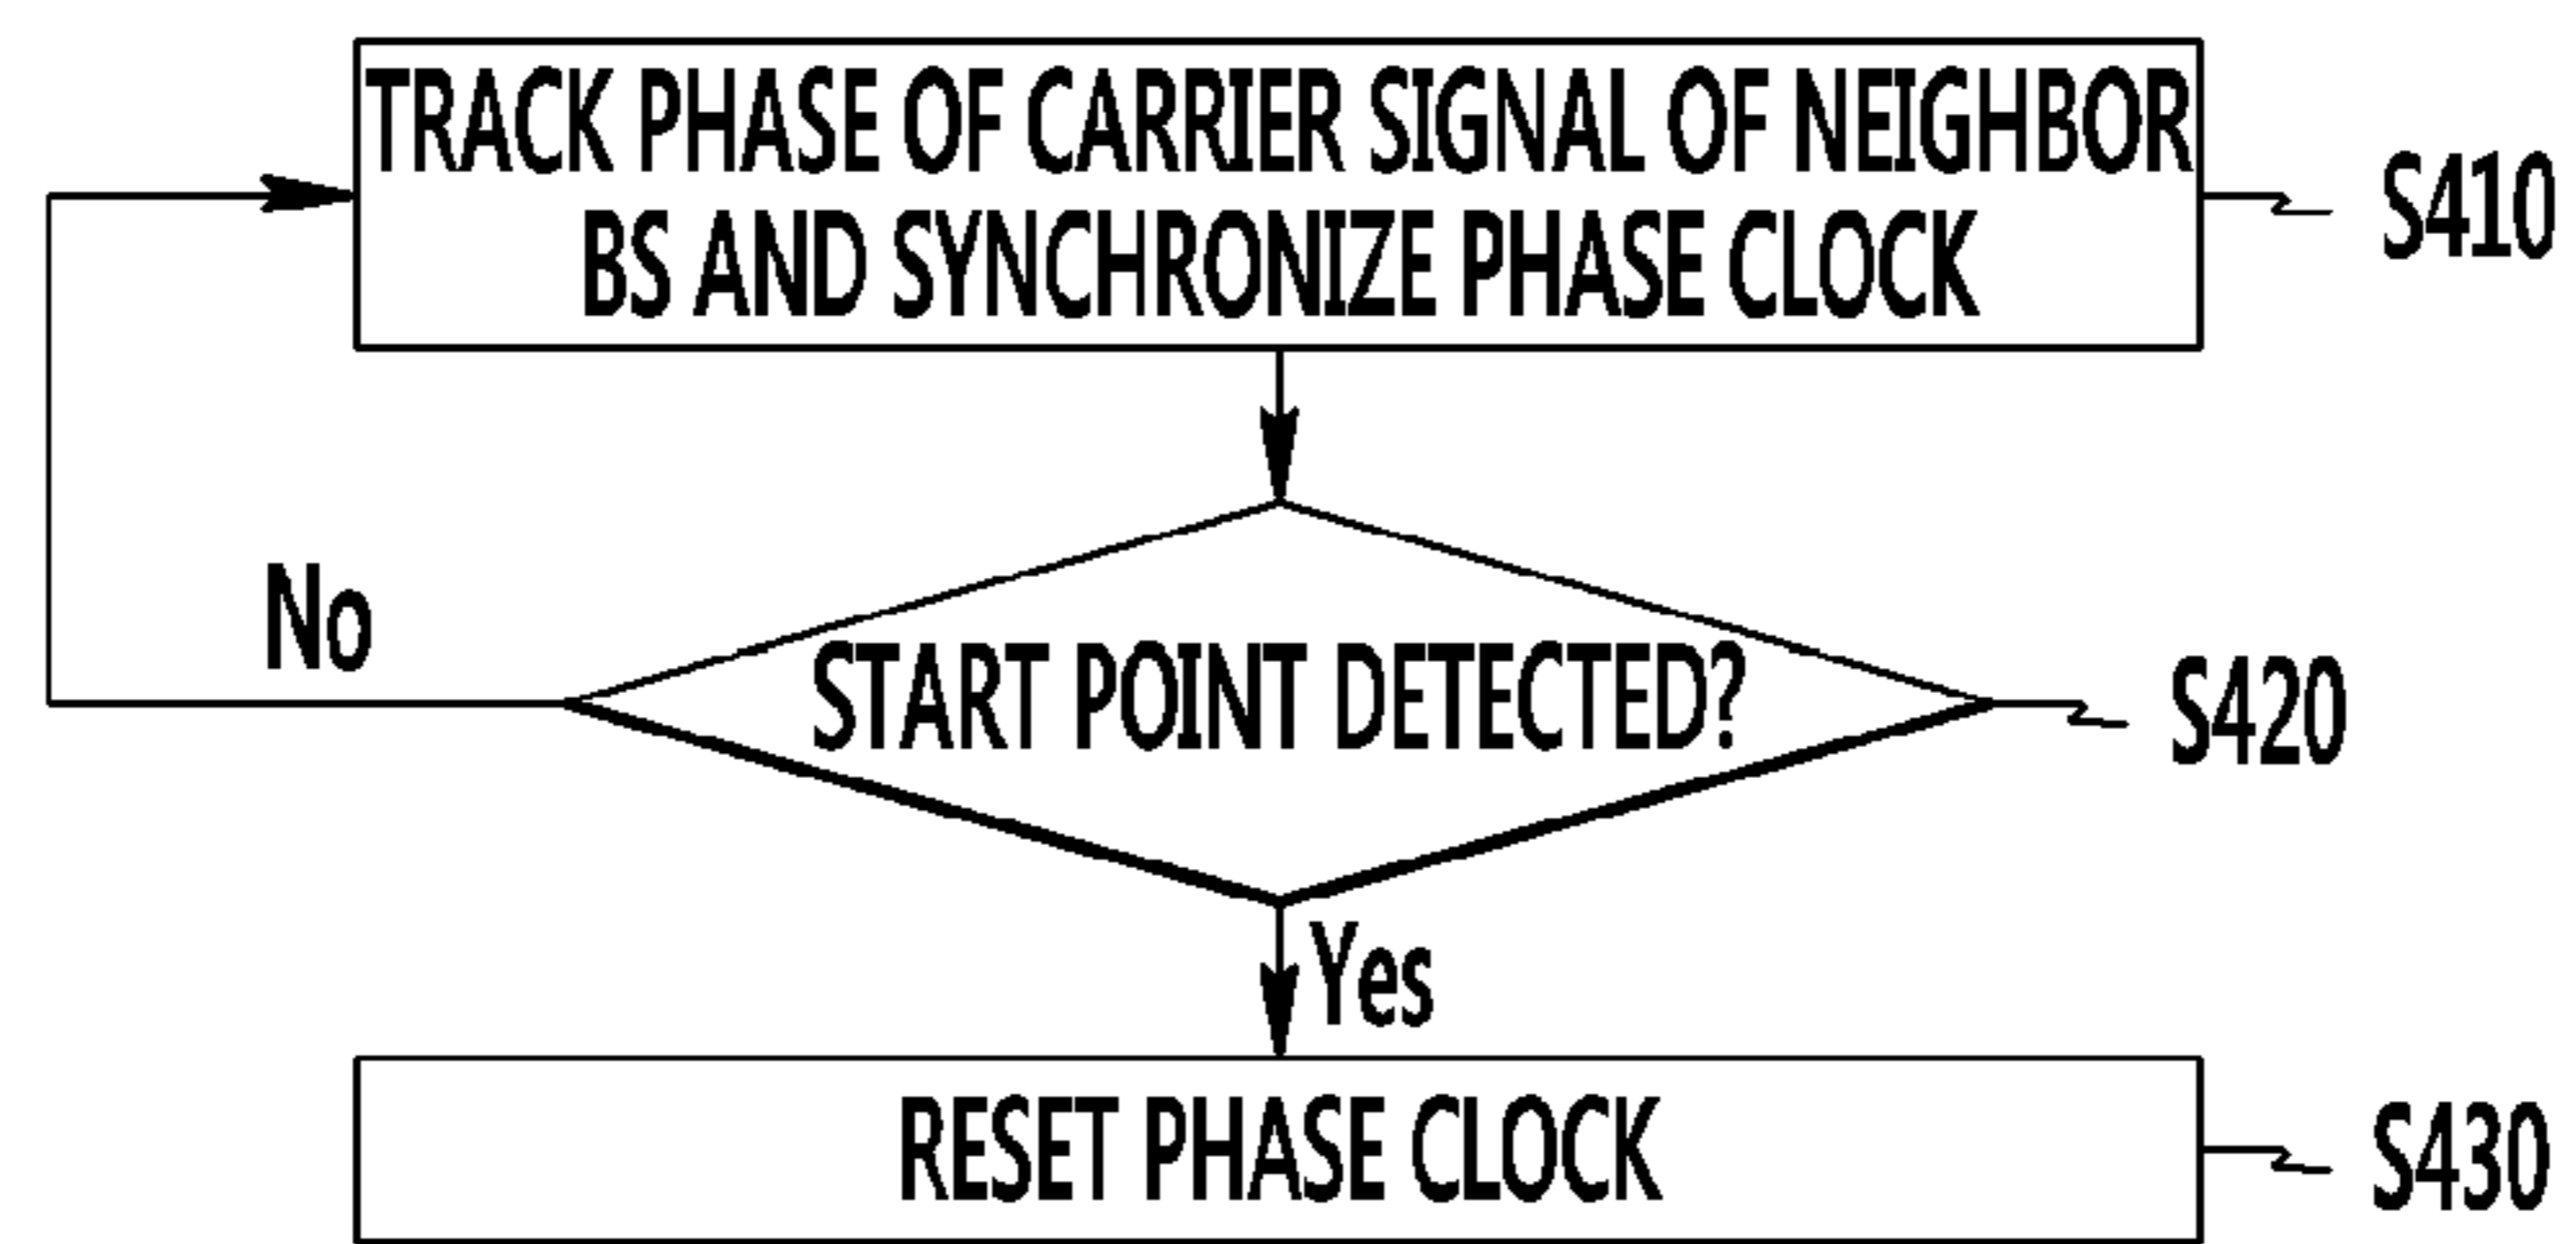 TRACK PHASE OF CARRIER SIGNAL OF NEIGHBOR
BS AND SYNCHRONIZE PHASE CLOCK
S410
No
START POINT DETECTED?
S420
Yes
RESET PHASE CLOCK
S430